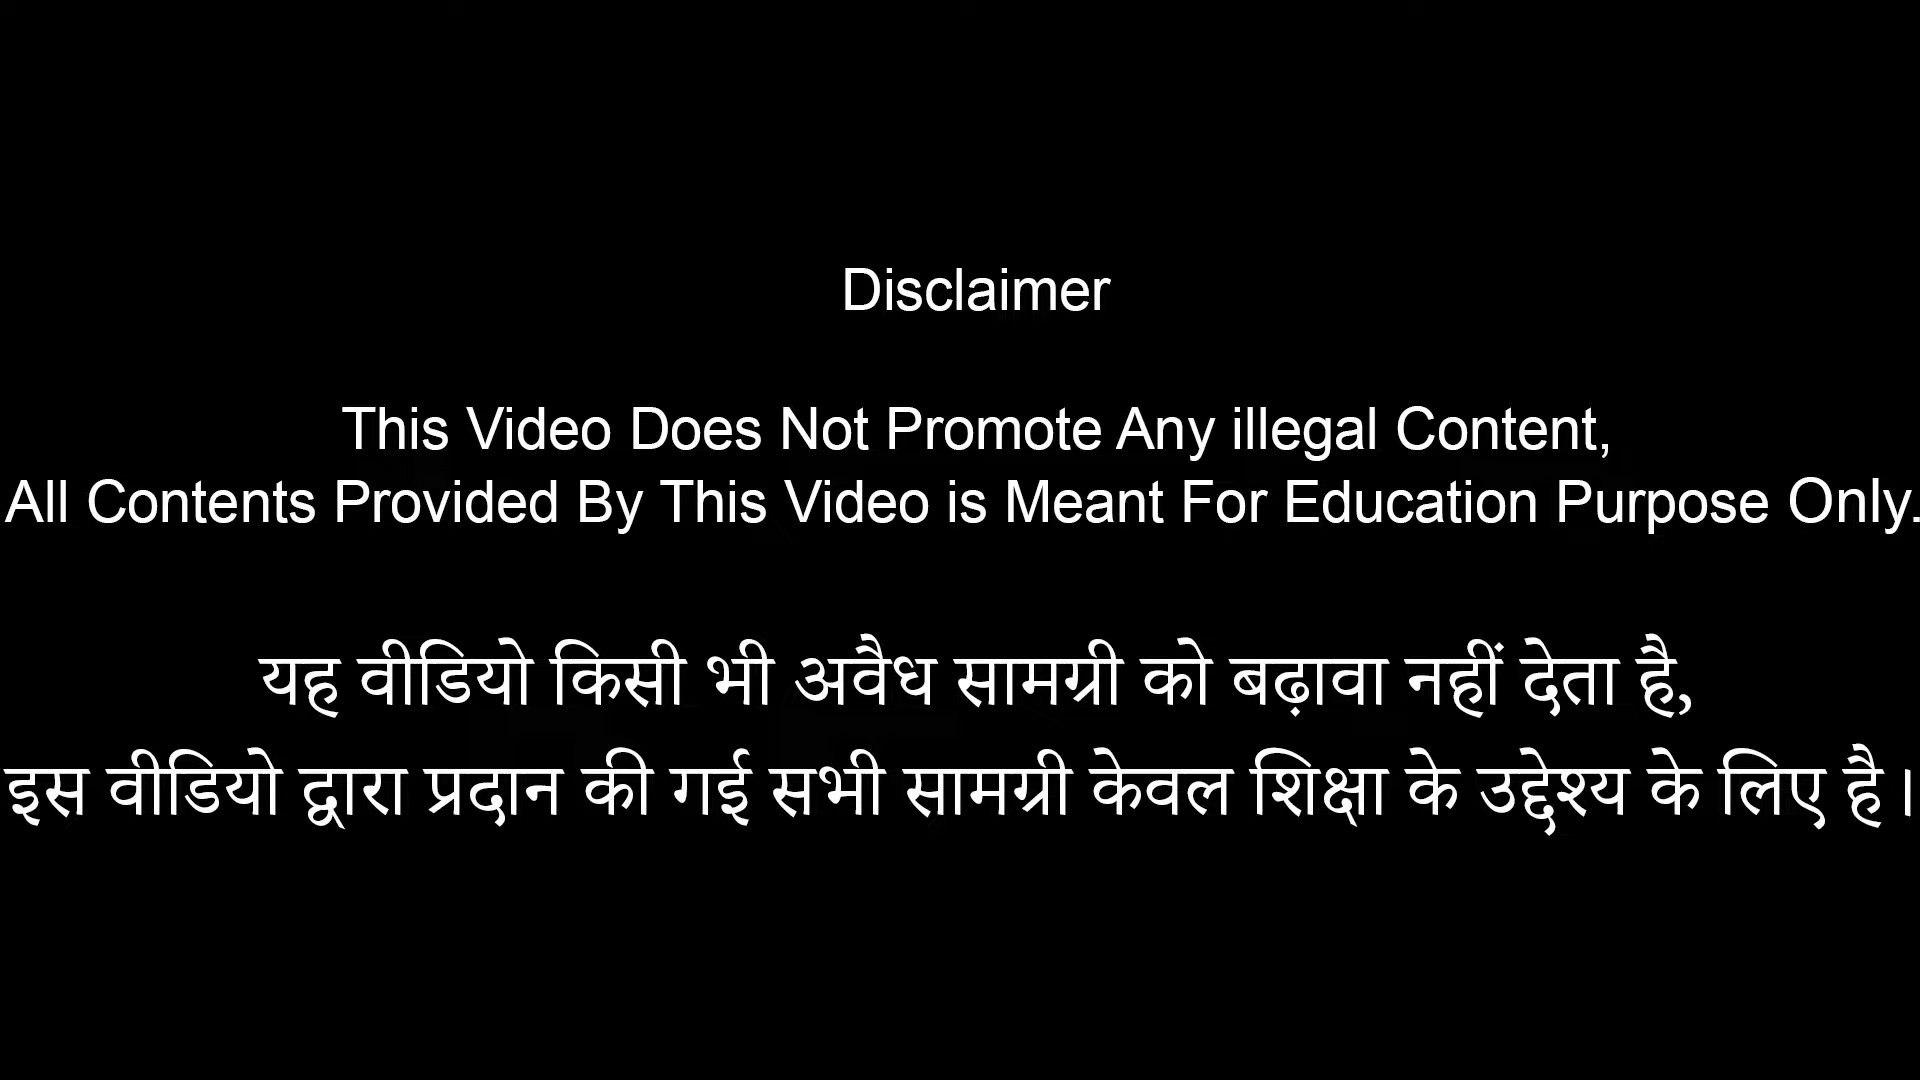 Disclaimer
This Video Does Not Promote Any illegal Content,
All Contents Provided By This Video is Meant For Education Purpose Only.
यह वीडियो किसी भी अवैध सामग्री को बढ़ावा नहीं देता है,
इस वीडियो द्वारा प्रदान की गई सभी सामग्री केवल शिक्षा के उद्देश्य के लिए है।